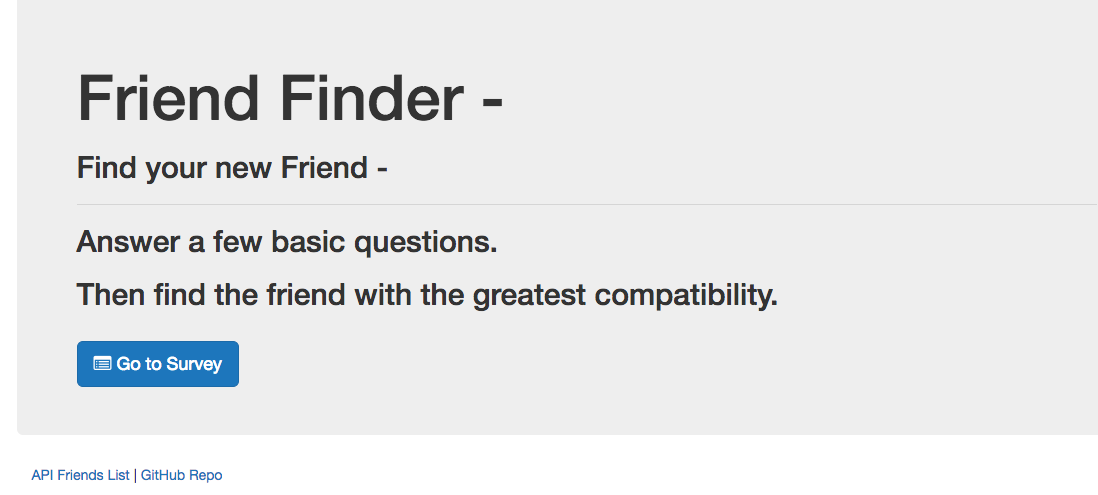 Friend Finder -
Find your new Friend -
Answer a few basic questions.
Then find the friend with the greatest compatibility.
Go to Survey
API Friends List | GitHub Repo